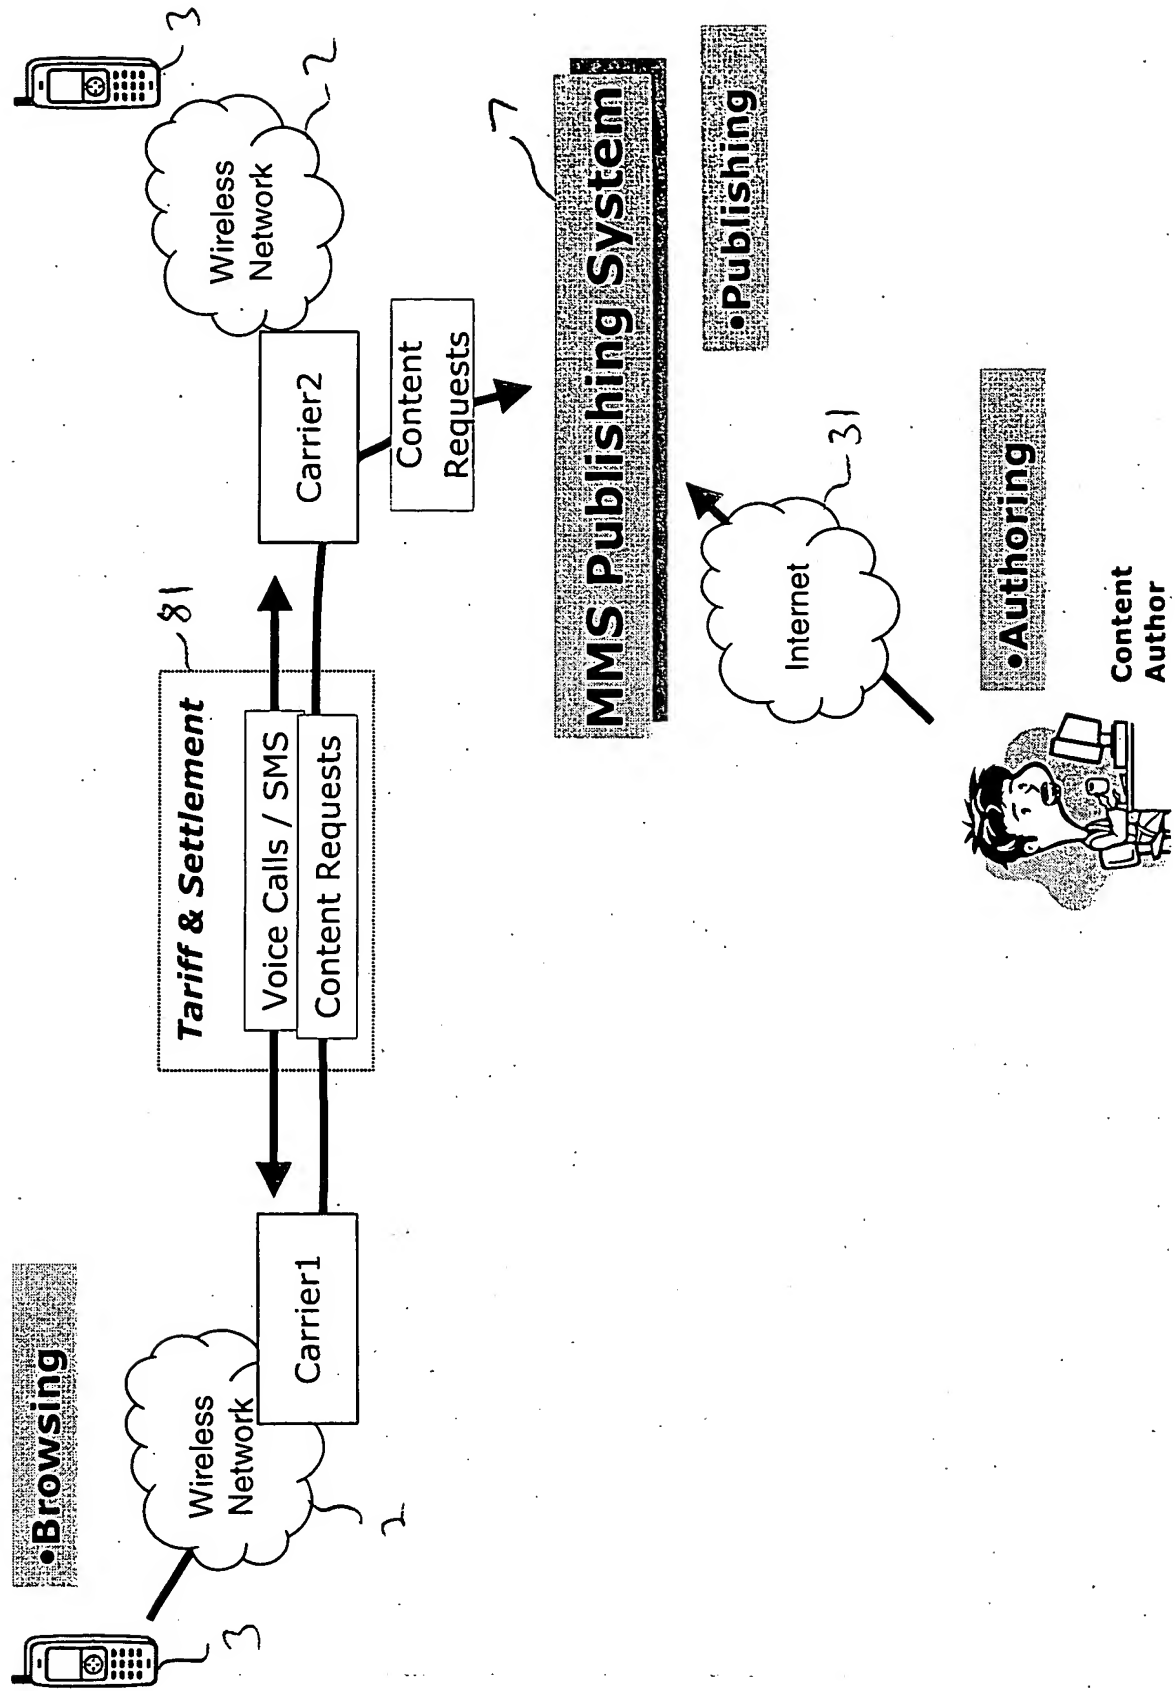 •Browsing
3
Wireless
Network
2
Carrier1
Tariff & Settlement
81
Voice Calls / SMS
Content Requests
Carrier2
Wireless
Network
2
3
Content
Requests
MMS Publishing System
7
•Publishing
Internet
31
•Authoring
Content
Author